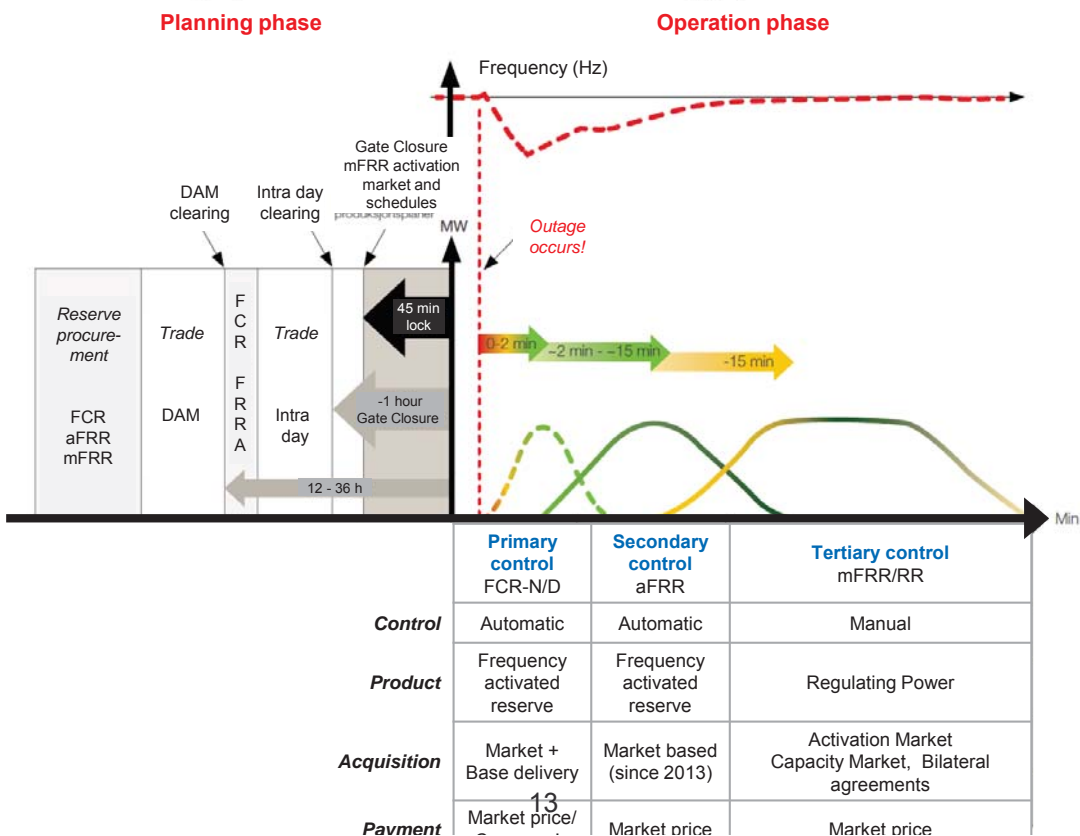 Planning phase
Operation phase
Frequency (Hz)
Gate Closure
mFRR activation
market and
schedules
produksjonsplaner
DAM
clearing
Intra day
clearing
MW
Outage
occurs!
Reserve
procure-
ment
FCR
aFRR
mFRR
Trade
DAM
F
C
R
F
R
R
A
Trade
Intra
day
45 min
lock
-1 hour
Gate Closure
12 - 36 h
0-2 min
~2 min - ~15 min
-15 min
Min
Primary
control
FCR-N/D
Secondary
control
aFRR
Tertiary control
mFRR/RR
Control
Automatic
Automatic
Manual
Product
Frequency
activated
reserve
Frequency
activated
reserve
Regulating Power
Acquisition
Market +
Base delivery
Market based
(since 2013)
Activation Market
Capacity Market, Bilateral
agreements
13
Payment
Market price/
Market price
Market price